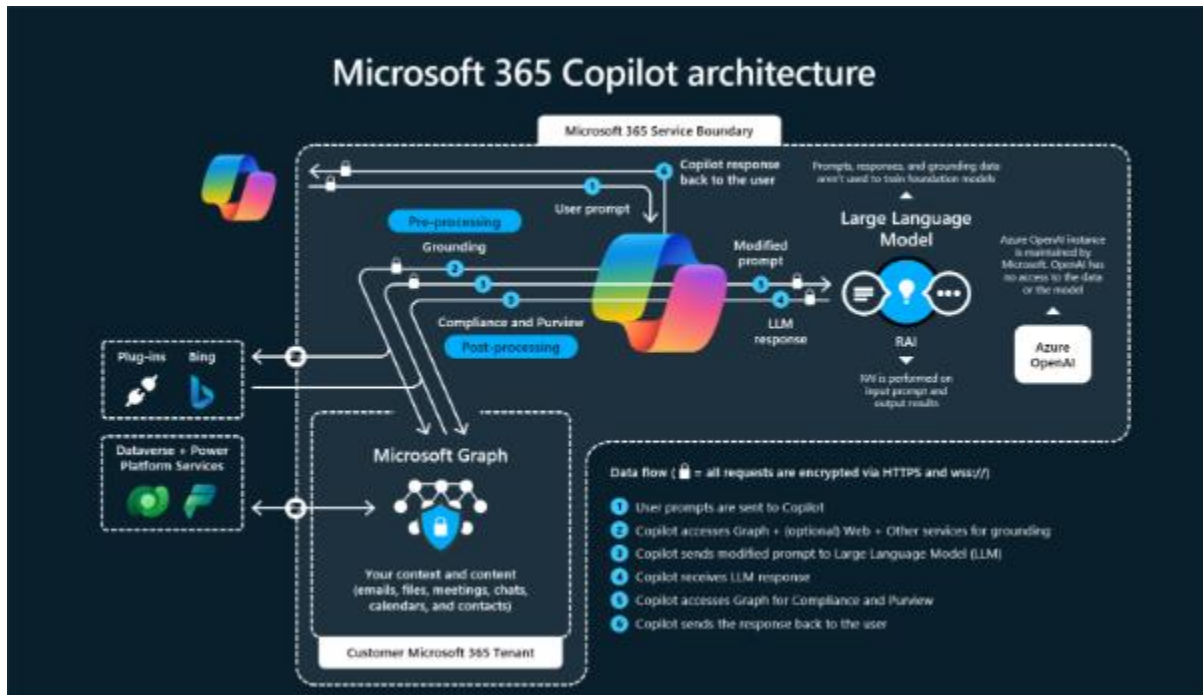 Microsoft 365 Copilot architecture
Microsoft 365 Service Boundary
Copilot response
back to the user
User prompt
Pre-processing
Grounding
Compliance and Purview
Post-processing
Modified
prompt
LLM
response
Prompts, responses, and grounding data
aren't used to train foundation models
Large Language
Model
RAI
RAI is performed on
input prompt and
output results
Azure OpenAI instance
is maintained by
Microsoft. OpenAI has
no access to the data
or the model
Azure
OpenAI
Plug-ins
Bing
Dataverse + Power
Platform Services
Microsoft Graph
Your context and content
(emails, files, meetings, chats,
calendars, and contacts)
Customer Microsoft 365 Tenant
Data flow ( = all requests are encrypted via HTTPS and wss://)
1 User prompts are sent to Copilot
2 Copilot accesses Graph + (optional) Web + Other services for grounding
3 Copilot sends modified prompt to Large Language Model (LLM)
4 Copilot receives LLM response
5 Copilot accesses Graph for Compliance and Purview
6 Copilot sends the response back to the user